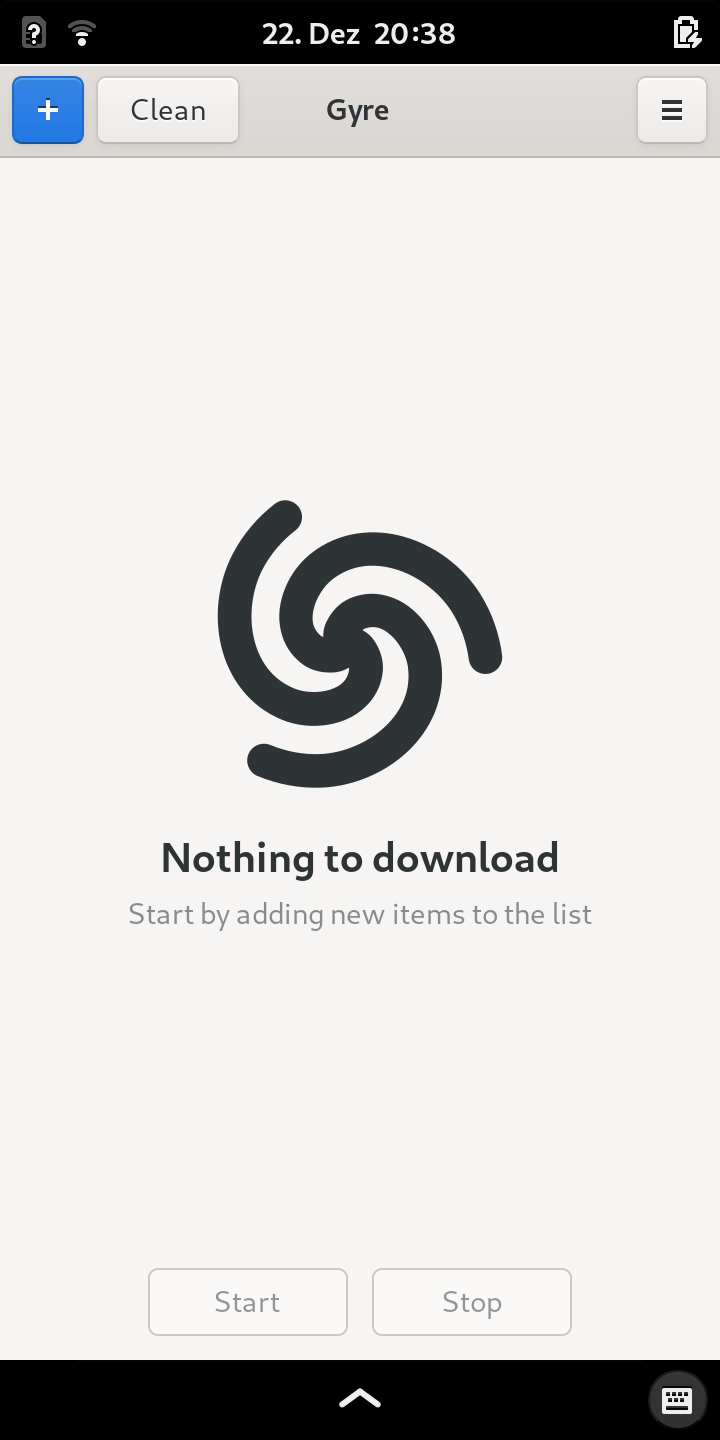 22. Dez 20:38
Clean
Gyre
Nothing to download
Start by adding new items to the list
Start
Stop